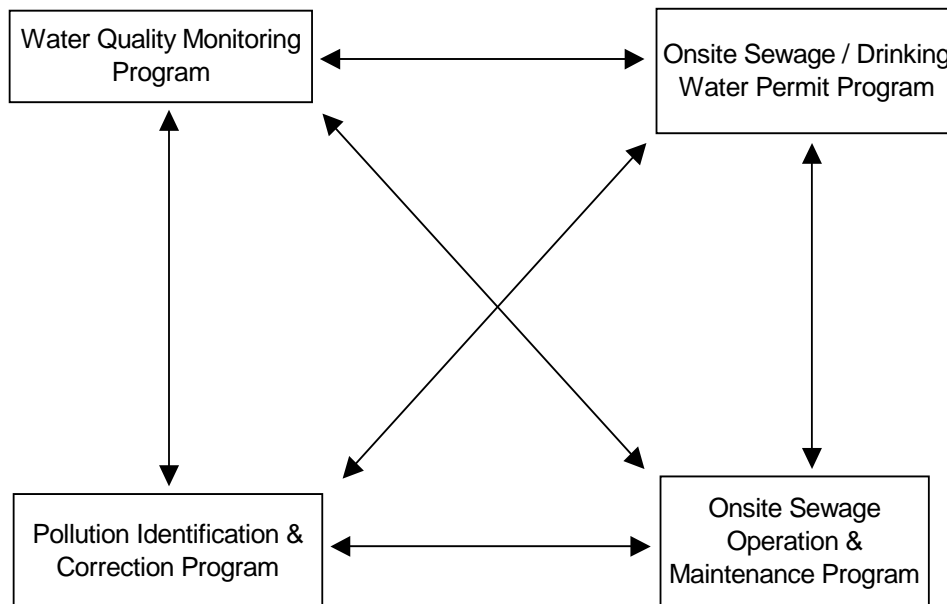 Water Quality Monitoring
Program
Onsite Sewage / Drinking
Water Permit Program
Pollution Identification &
Correction Program
Onsite Sewage
Operation &
Maintenance Program